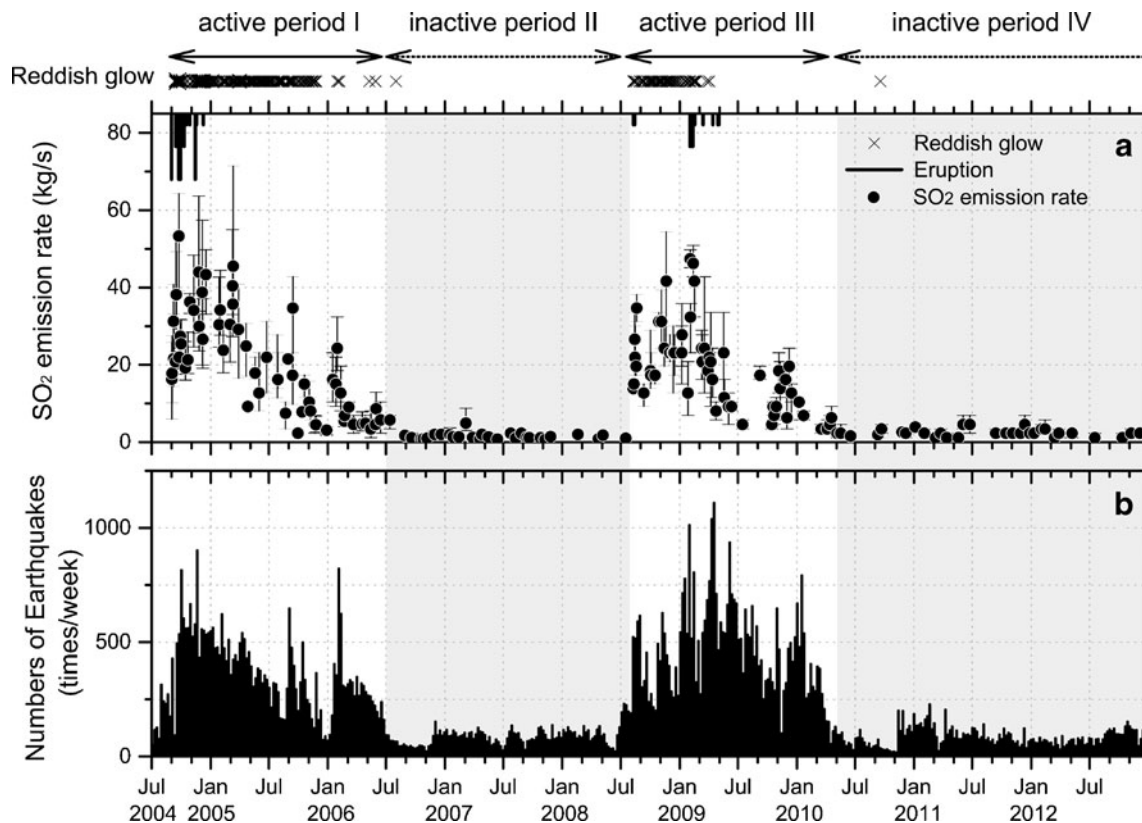 active period I inactive period II active period III inactive period IV
Reddish glow
80
60
40
20
0
SO2 emission rate (kg/s)
a
Reddish glow
Eruption
SO2 emission rate
b
1000
500
0
Numbers of Earthquakes
(times/week)
Jul Jan Jul Jan Jul Jan Jul Jan Jul Jan Jul Jan Jul Jan Jul Jan Jul
2004 2005 2006 2007 2008 2009 2010 2011 2012